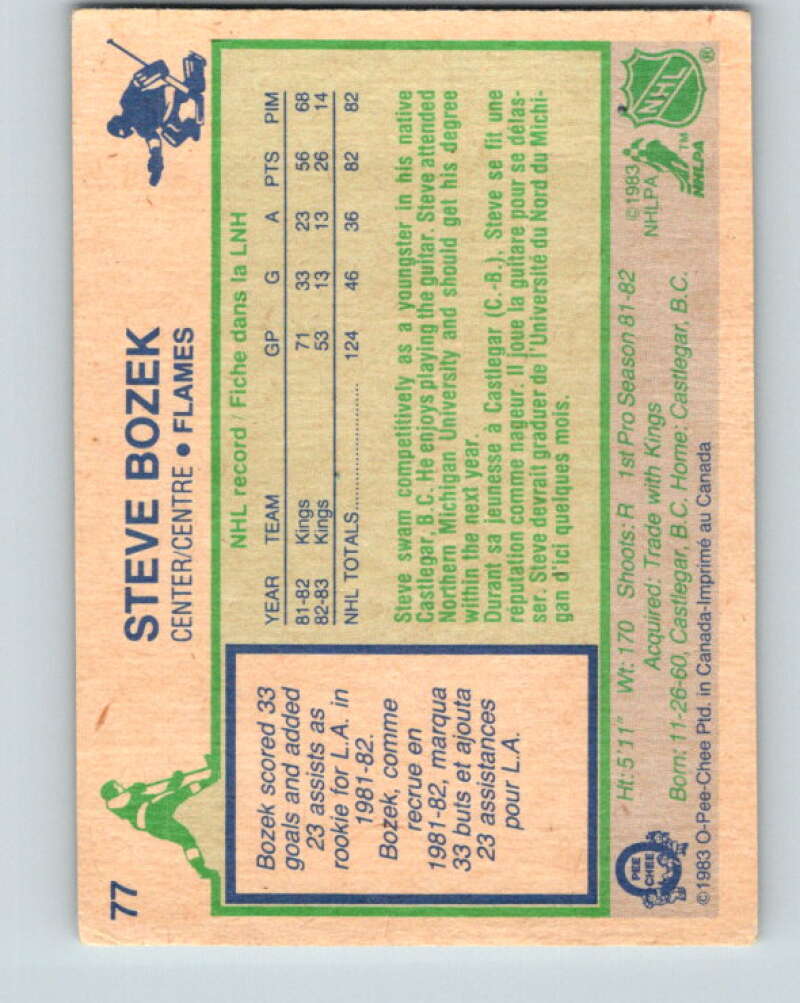 77
STEVE BOZEK
CENTER/CENTRE • FLAMES
Bozek scored 33
goals and added
23 assists as
rookie for L.A. in
1981-82.
Bozek, comme
recrue en
1981-82, marqua
33 buts et ajouta
23 assistances
pour L.A.
NHL record / Fiche dans la LNH
YEAR TEAM GP G A PTS PIM
81-82 Kings 71 33 23 56 68
82-83 Kings 53 13 13 26 14
NHL TOTALS.................. 124 46 36 82 82
Steve swam competitively as a youngster in his native
Castlegar, B.C. He enjoys playing the guitar. Steve attended
Northern Michigan University and should get his degree
within the next year.
Durant sa jeunesse à Castlegar (C.-B.), Steve se fit une
réputation comme nageur. Il joue la guitare pour se délas-
ser. Steve devrait graduer de l'Université du Nord du Michi-
gan d'ici quelques mois.
Ht: 5'11" Wt: 170 Shoots: R 1st Pro Season 81-82
Acquired: Trade with Kings
Born: 11-26-60, Castlegar, B.C. Home: Castlegar, B.C.
©1983 O-Pee-Chee Ptd. in Canada-Imprimé au Canada
O
PEE
CHEE
©1983
NHLPA
NHL
®
NHLPA
™